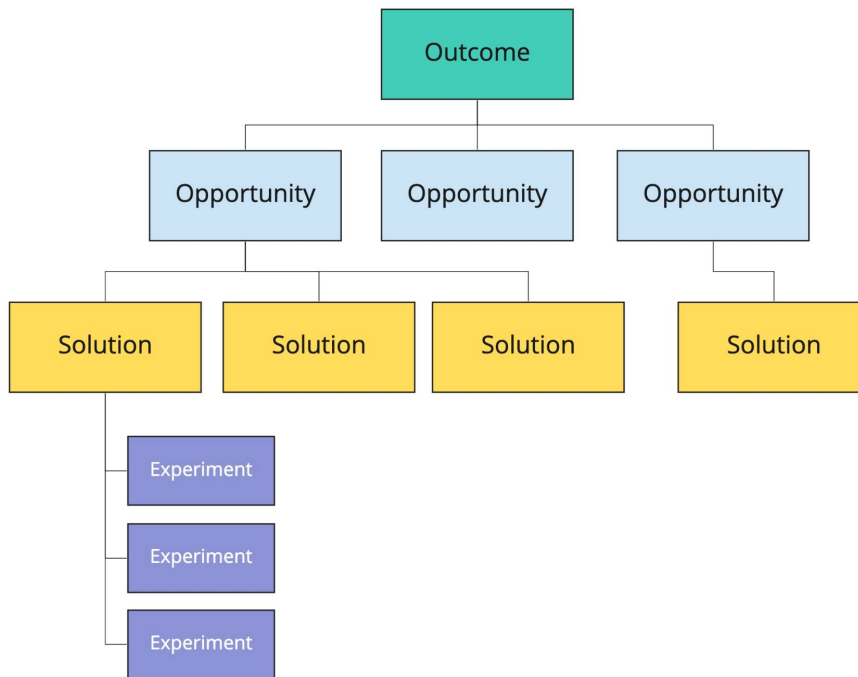 Outcome
Opportunity
Opportunity
Opportunity
Solution
Solution
Solution
Solution
Experiment
Experiment
Experiment